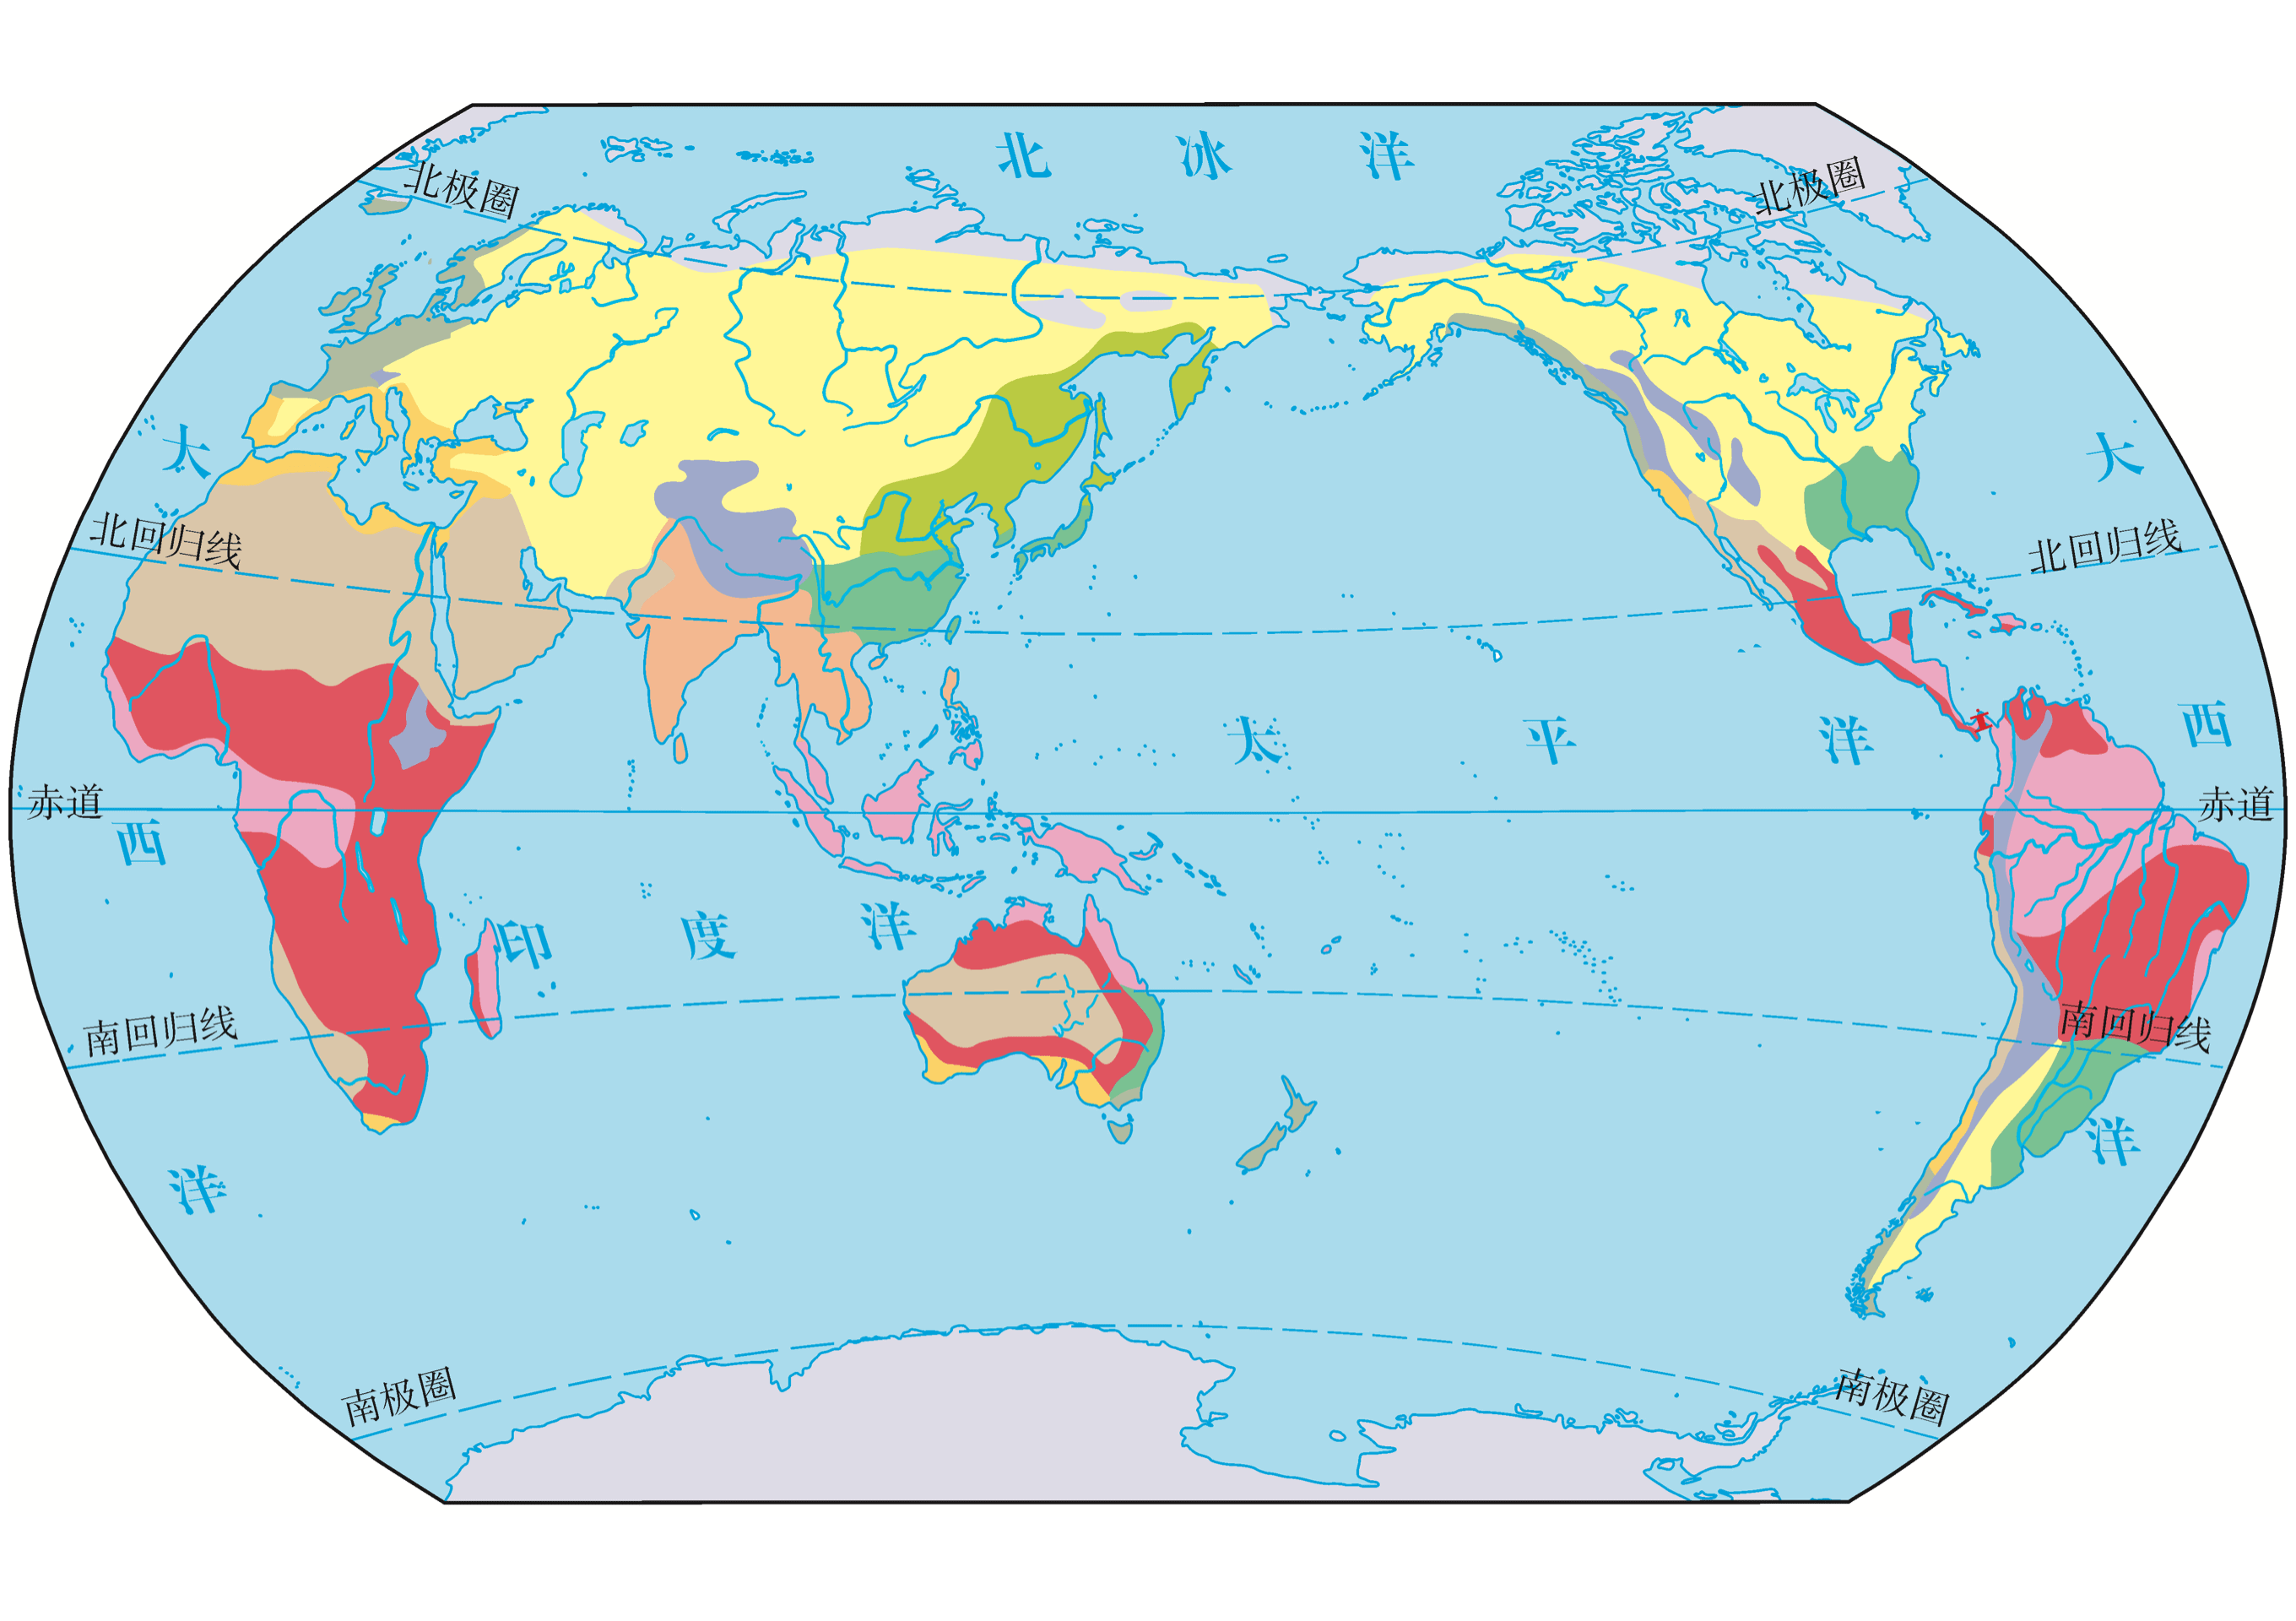 北 冰 洋
北极圈
北极圈
大
大
北回归线
北回归线
太 平 洋
西
赤道
赤道
西
印 度 洋
南回归线
南回归线
洋
洋
南极圈
南极圈